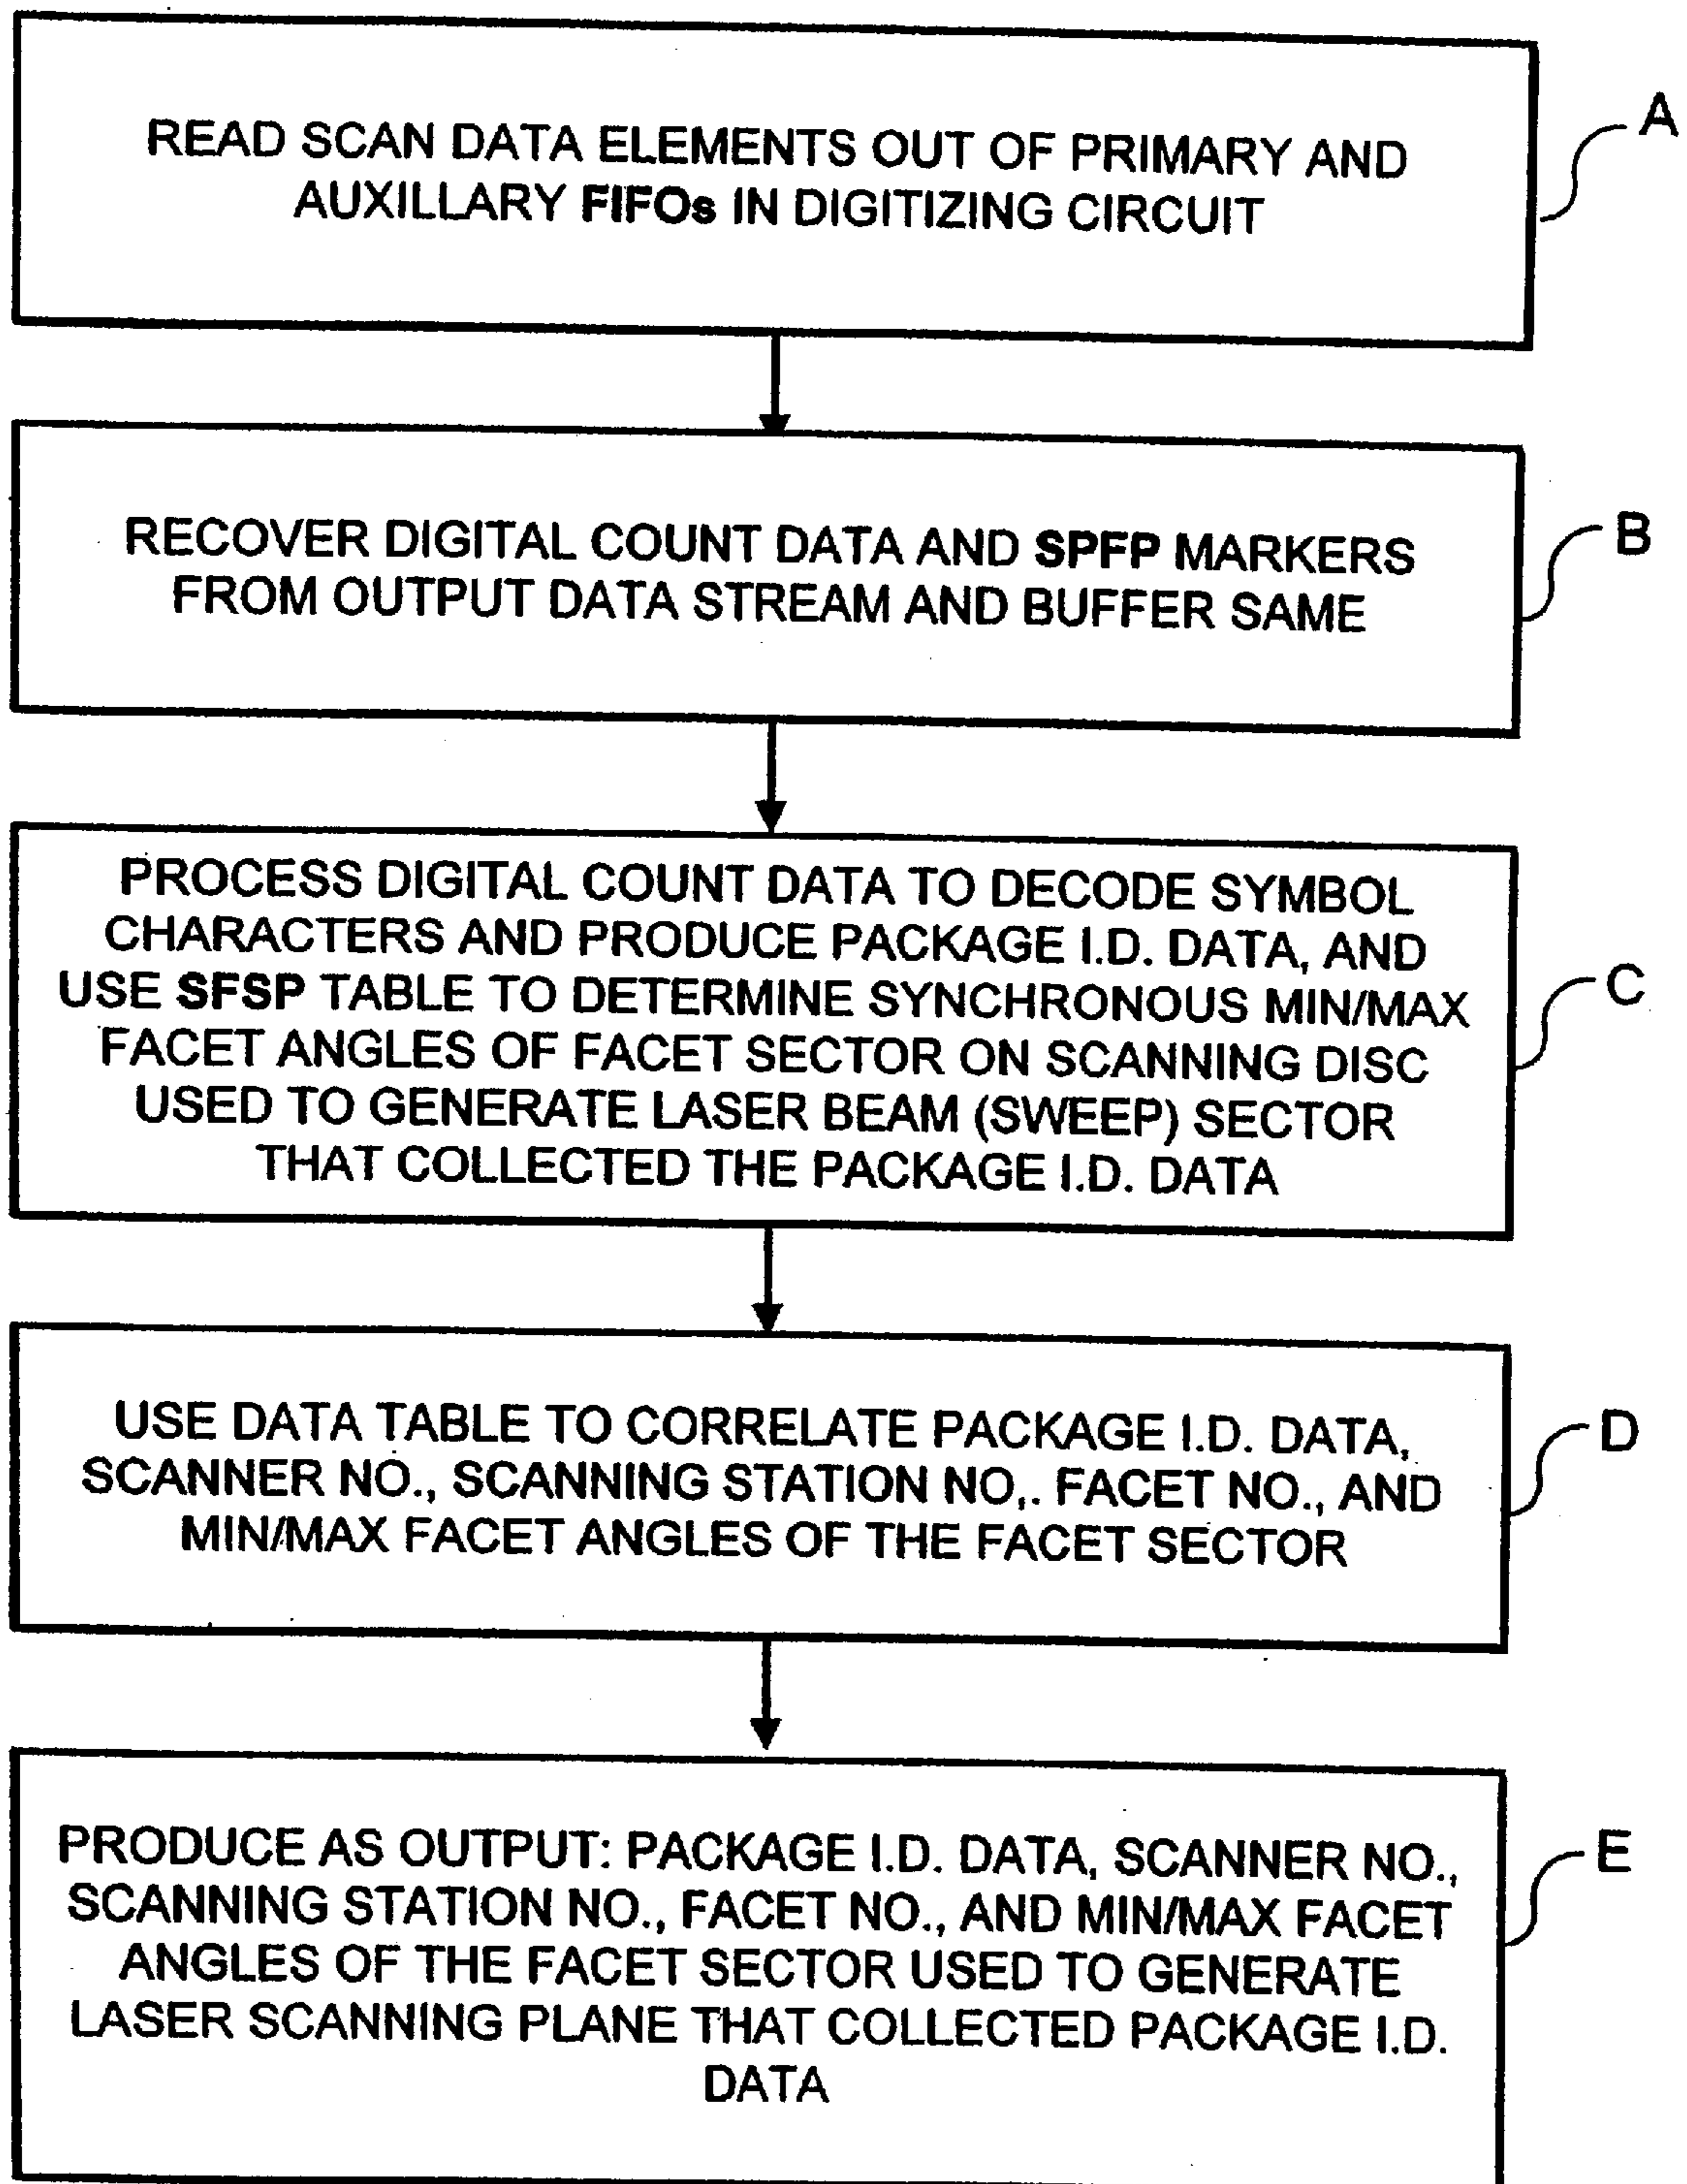 READ SCAN DATA ELEMENTS OUT OF PRIMARY AND
AUXILLARY FIFOs IN DIGITIZING CIRCUIT
A
RECOVER DIGITAL COUNT DATA AND SPFP MARKERS
FROM OUTPUT DATA STREAM AND BUFFER SAME
B
PROCESS DIGITAL COUNT DATA TO DECODE SYMBOL
CHARACTERS AND PRODUCE PACKAGE I.D. DATA, AND
USE SFSP TABLE TO DETERMINE SYNCHRONOUS MIN/MAX
FACET ANGLES OF FACET SECTOR ON SCANNING DISC
USED TO GENERATE LASER BEAM (SWEEP) SECTOR
THAT COLLECTED THE PACKAGE I.D. DATA
C
USE DATA TABLE TO CORRELATE PACKAGE I.D. DATA,
SCANNER NO., SCANNING STATION NO,. FACET NO., AND
MIN/MAX FACET ANGLES OF THE FACET SECTOR
D
PRODUCE AS OUTPUT: PACKAGE I.D. DATA, SCANNER NO.,
SCANNING STATION NO., FACET NO., AND MIN/MAX FACET
ANGLES OF THE FACET SECTOR USED TO GENERATE
LASER SCANNING PLANE THAT COLLECTED PACKAGE I.D.
DATA
E